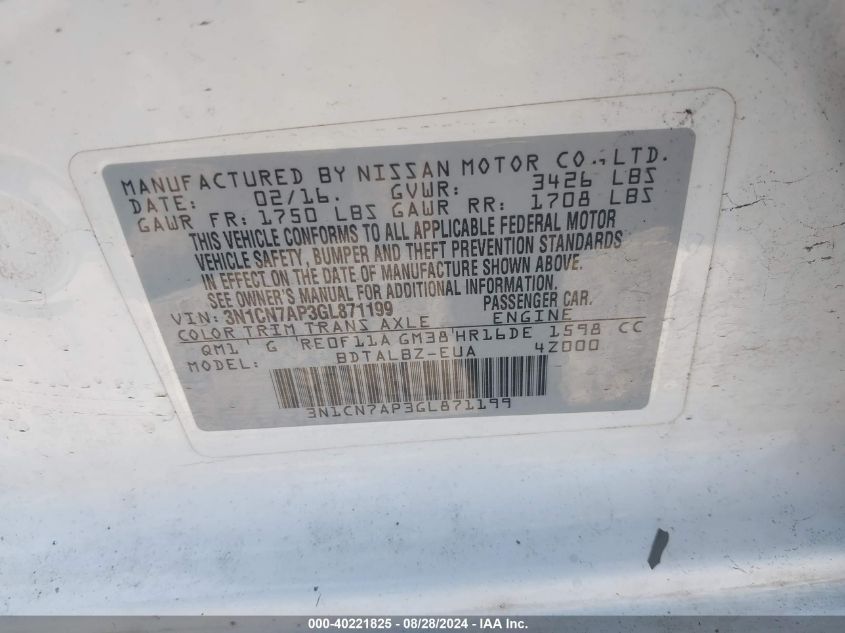 MANUFACTURED BY NISSAN MOTOR CO.,LTD.
DATE: 02/16. GVWR: 3426 LBS
GAWR FR: 1750 LBS GAWR RR: 1708 LBS
THIS VEHICLE CONFORMS TO ALL APPLICABLE FEDERAL MOTOR
VEHICLE SAFETY, BUMPER AND THEFT PREVENTION STANDARDS
IN EFFECT ON THE DATE OF MANUFACTURE SHOWN ABOVE.
SEE OWNER'S MANUAL FOR ADDITIONAL INFORMATION.
VIN: 3N1CN7AP3GL871199 PASSENGER CAR.
COLOR TRIM TRANS AXLE ENGINE
QM1 G RE0F11A GM38 HR16DE 1598 CC
MODEL: BDTALBZ-EUA 4Z000
3N1CN7AP3GL871199
000-40221825 - 08/28/2024 - IAA Inc.